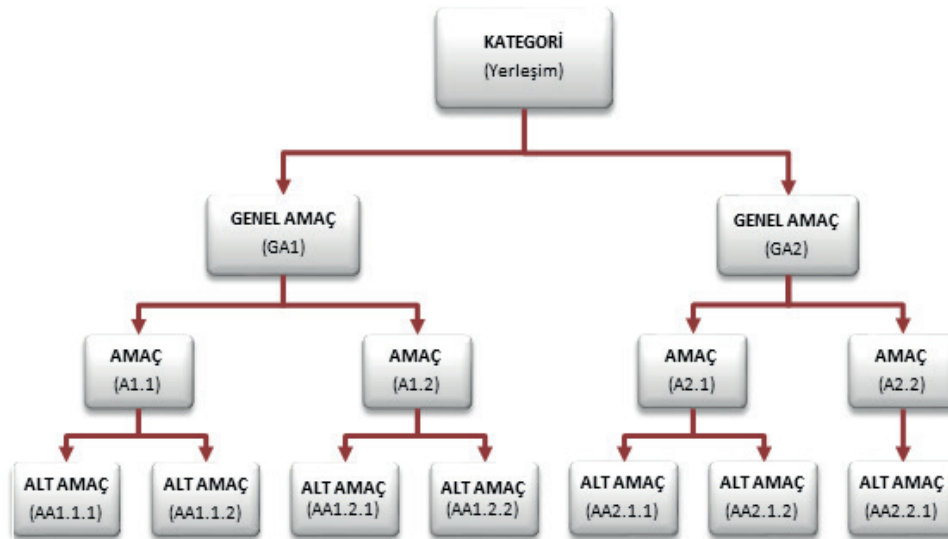 KATEGORİ
(Yerleşim)
GENEL AMAÇ
(GA1)
GENEL AMAÇ
(GA2)
AMAÇ
(A1.1)
AMAÇ
(A1.2)
AMAÇ
(A2.1)
AMAÇ
(A2.2)
ALT AMAÇ
(AA1.1.1)
ALT AMAÇ
(AA1.1.2)
ALT AMAÇ
(AA1.2.1)
ALT AMAÇ
(AA1.2.2)
ALT AMAÇ
(AA2.1.1)
ALT AMAÇ
(AA2.1.2)
ALT AMAÇ
(AA2.2.1)